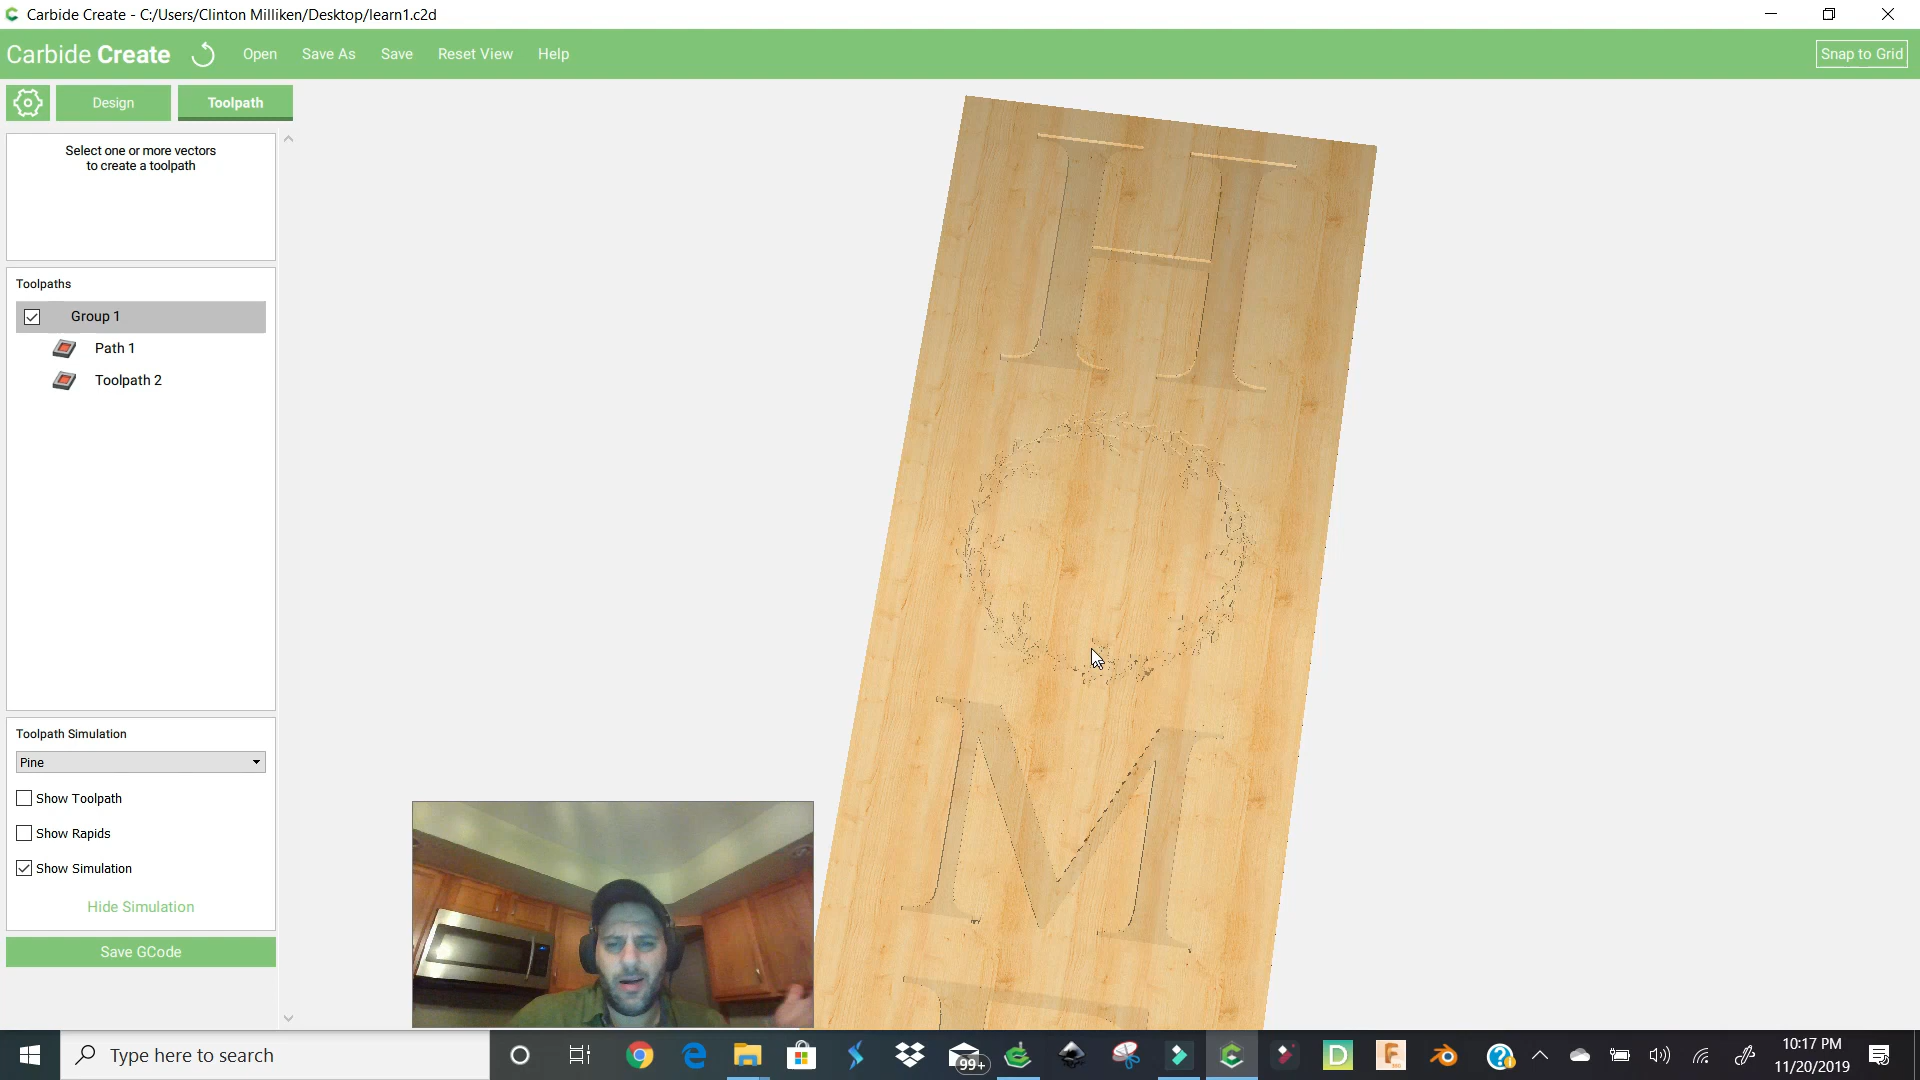 Carbide Create - C:/Users/Clinton Milliken/Desktop/learn1.c2d
Carbide Create Open Save As Save Reset View Help Snap to Grid
Design Toolpath
Select one or more vectors
to create a toolpath
Toolpaths
Group 1
Path 1
Toolpath 2
Toolpath Simulation
Pine
Show Toolpath
Show Rapids
Show Simulation
Hide Simulation
Save GCode
H
M
Type here to search
99+
D
F
10:17 PM
11/20/2019